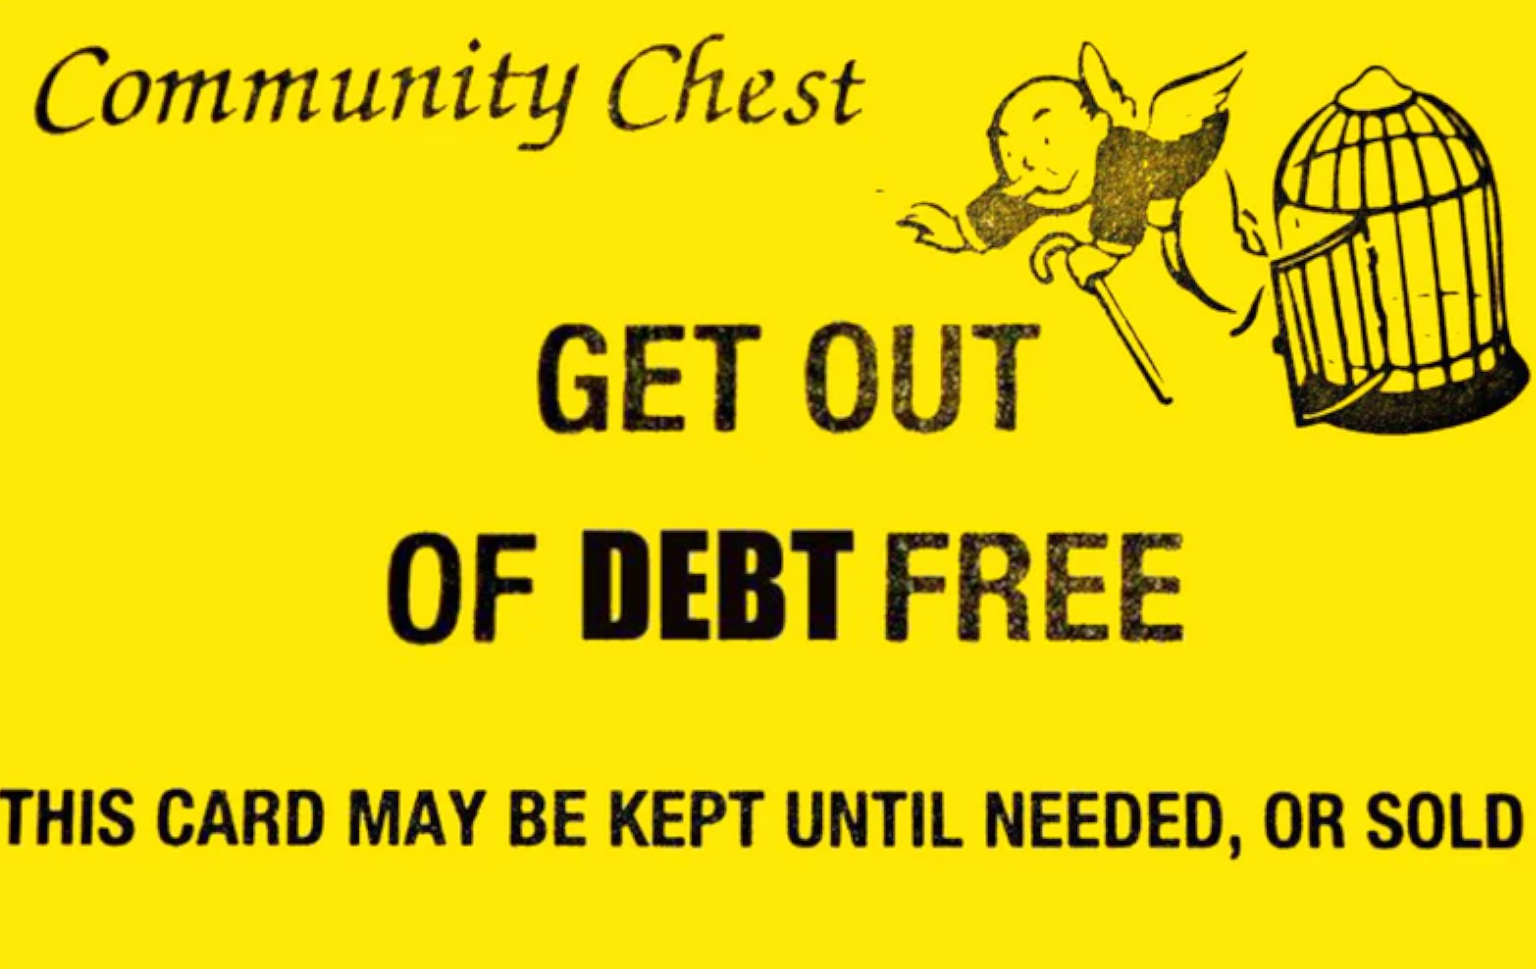 Community Chest
GET OUT
OF DEBT FREE
THIS CARD MAY BE KEPT UNTIL NEEDED, OR SOLD